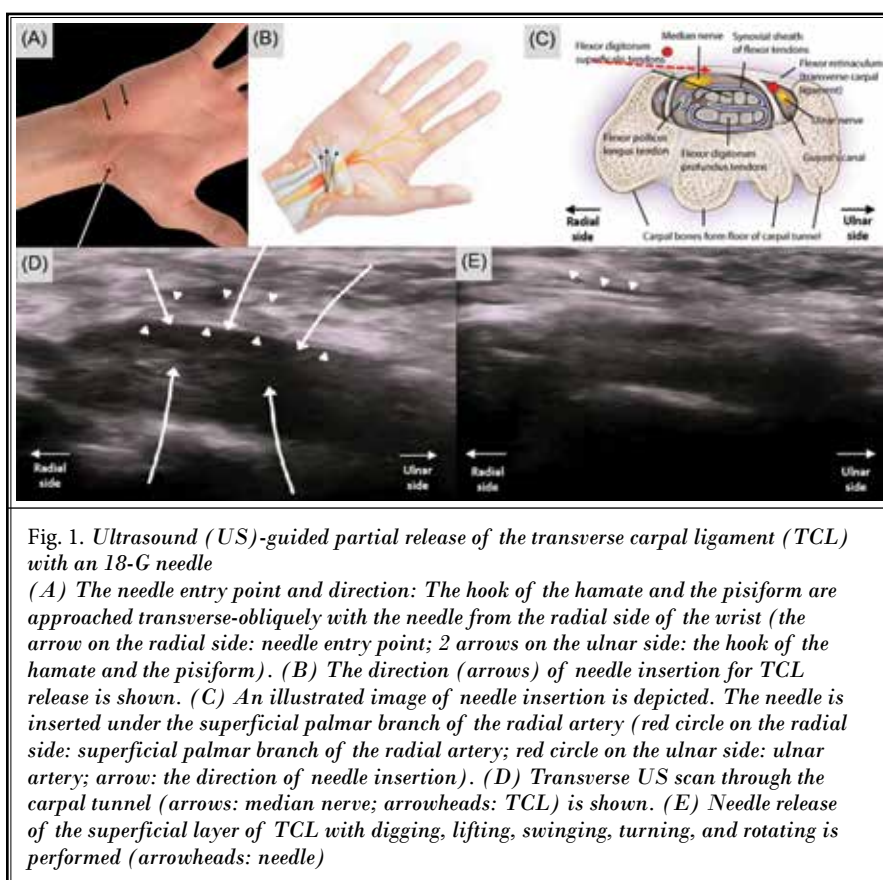 (A)
(B)
(C)
Median nerve
Synovial sheath
of flexor tendons
Flexor digitorum
superficialis tendons
Flexor retinaculum
(transverse carpal
ligament)
Ulnar nerve
Guyon's canal
Flexor pollicus
longus tendon
Flexor digitorum
profundus tendons
Radial
side
Carpal bones form floor of carpal tunnel
Ulnar
side
(D)
Radial
side
Ulnar
side
(E)
Radial
side
Ulnar
side
Fig. 1. Ultrasound (US)-guided partial release of the transverse carpal ligament (TCL)
with an 18-G needle
(A) The needle entry point and direction: The hook of the hamate and the pisiform are
approached transverse-obliquely with the needle from the radial side of the wrist (the
arrow on the radial side: needle entry point; 2 arrows on the ulnar side: the hook of the
hamate and the pisiform). (B) The direction (arrows) of needle insertion for TCL
release is shown. (C) An illustrated image of needle insertion is depicted. The needle is
inserted under the superficial palmar branch of the radial artery (red circle on the radial
side: superficial palmar branch of the radial artery; red circle on the ulnar side: ulnar
artery; arrow: the direction of needle insertion). (D) Transverse US scan through the
carpal tunnel (arrows: median nerve; arrowheads: TCL) is shown. (E) Needle release
of the superficial layer of TCL with digging, lifting, swinging, turning, and rotating is
performed (arrowheads: needle)